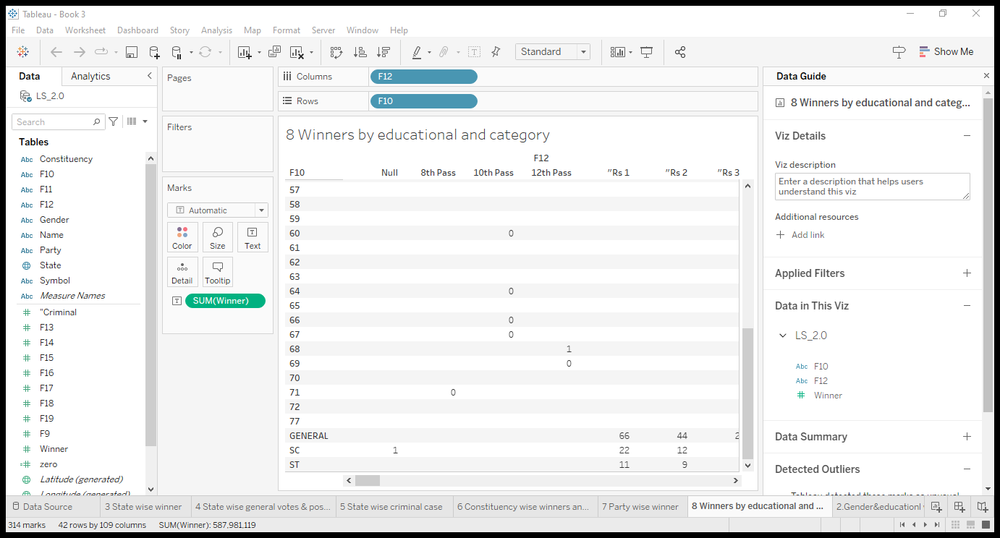 Tableau - Book 3
File Data Worksheet Dashboard Story Analysis Map Format Server Window Help
Standard
Show Me
Data Analytics
LS_2.0
Search
Tables
Abc Constituency
Abc F10
Abc F11
Abc F12
Abc Gender
Abc Name
Abc Party
State
Abc Symbol
Abc Measure Names
# "Criminal
# F13
# F14
# F15
# F16
# F17
# F18
# F19
# F9
# Winner
=# zero
Latitude (generated)
Longitude (generated)
Pages
Filters
Marks
Automatic
Color Size Text
Detail Tooltip
SUM(Winner)
Columns F12
Rows F10
8 Winners by educational and category
F12
F10 Null 8th Pass 10th Pass 12th Pass "Rs 1 "Rs 2 "Rs 3
57
58
59
60 0
61
62
63
64 0
65
66 0
67 0
68 1
69 0
70
71 0
72
77
GENERAL 66 44 2
SC 1 22 12
ST 11 9
Data Guide
8 Winners by educational and categ...
Viz Details
Viz description
Enter a description that helps users
understand this viz
Additional resources
Add link
Applied Filters
Data in This Viz
LS_2.0
Abc F10
Abc F12
# Winner
Data Summary
Detected Outliers
Tableau detected these marks as unusual
Data Source 3 State wise winner 4 State wise general votes & pos... 5 State wise criminal case 6 Constituency wise winners an... 7 Party wise winner 8 Winners by educational and ... 2.Gender&educationl
314 marks 42 rows by 109 columns SUM(Winner): 587,981,119